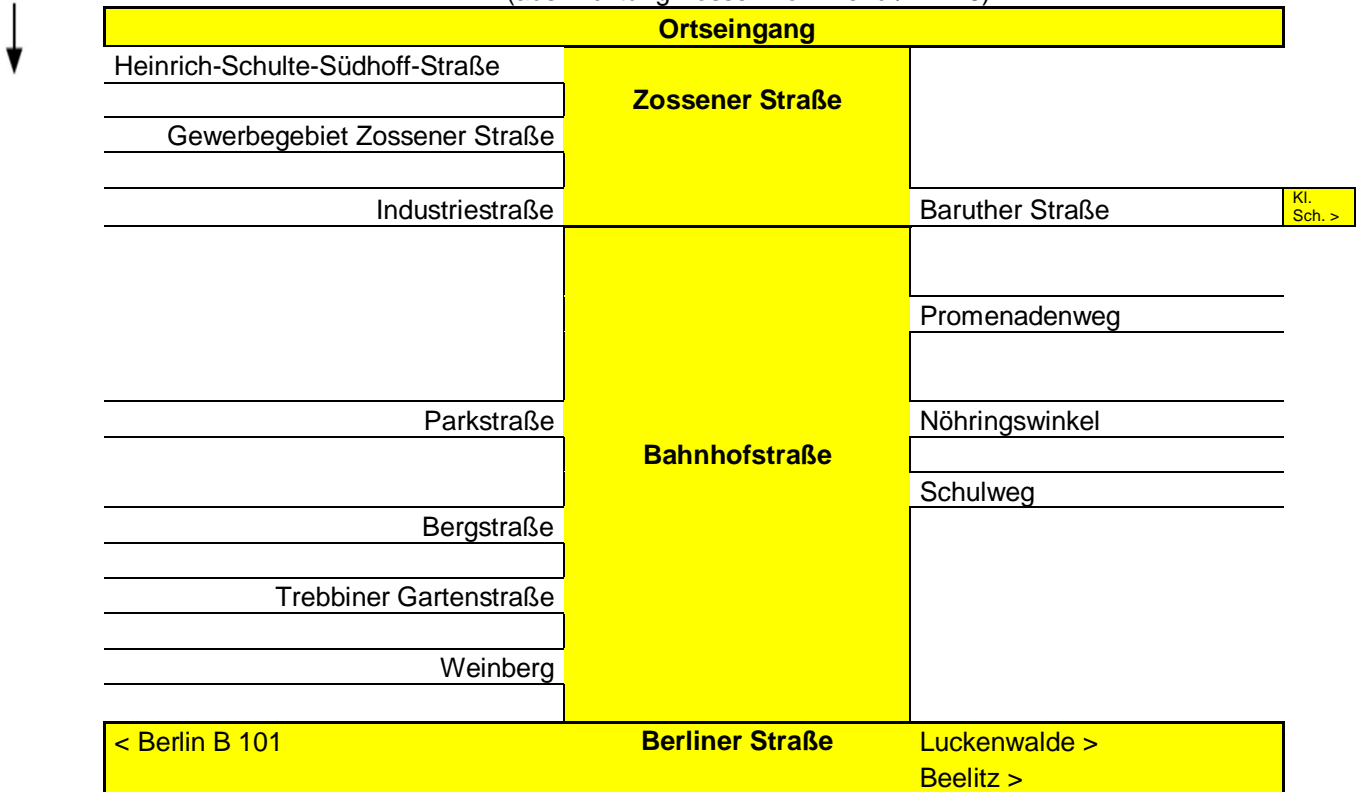 Ortseingang
Heinrich-Schulte-Südhoff-Straße
Zossener Straße
Gewerbegebiet Zossener Straße
Industriestraße Baruther Straße Kl.
Sch. >
Promenadenweg
Parkstraße Nöhringswinkel
Bahnhofstraße
Schulweg
Bergstraße
Trebbiner Gartenstraße
Weinberg
< Berlin B 101 Berliner Straße Luckenwalde >
Beelitz >